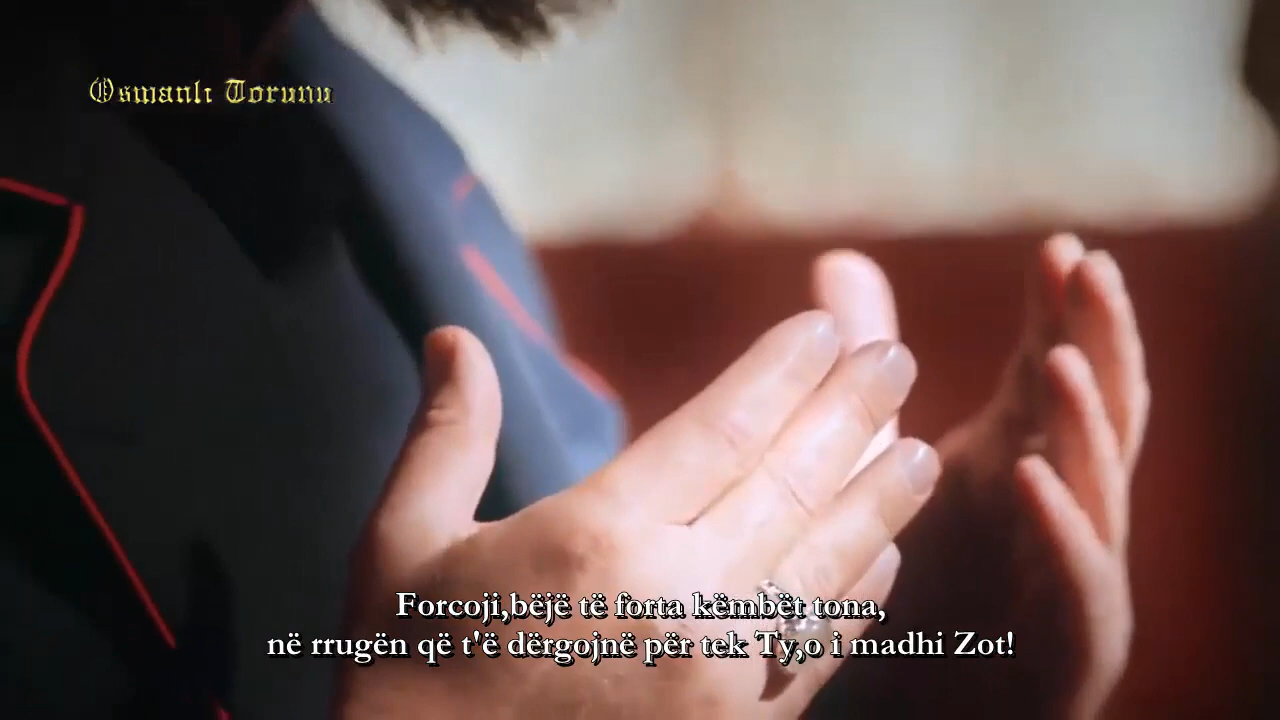 Osmanlı Torunu
Forcoji,bëjë të forta këmbët tona,
në rrugën që t'ë dërgojnë për tek Ty,o i madhi Zot!